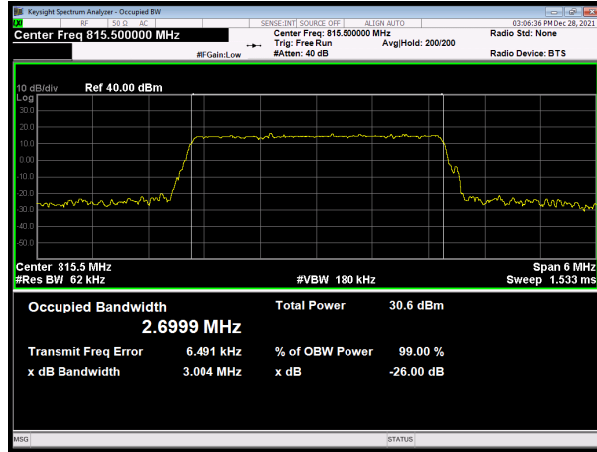 Keysight Spectrum Analyzer - Occupied BW
RF 50 Ω AC SENSE:INT SOURCE OFF ALIGN AUTO 03:06:36 PM Dec 28, 2021
Center Freq 815.500000 MHz Center Freq: 815.500000 MHz Radio Std: None
Trig: Free Run Avg|Hold: 200/200
#IFGain:Low #Atten: 40 dB Radio Device: BTS
10 dB/div Ref 40.00 dBm
Log
30.0
20.0
10.0
0.00
-10.0
-20.0
-30.0
-40.0
-50.0
-60.0
Center 815.5 MHz Span 6 MHz
#Res BW 62 kHz #VBW 180 kHz Sweep 1.533 ms
Occupied Bandwidth Total Power 30.6 dBm
2.6999 MHz
Transmit Freq Error 6.491 kHz % of OBW Power 99.00 %
x dB Bandwidth 3.004 MHz x dB -26.00 dB
MSG STATUS